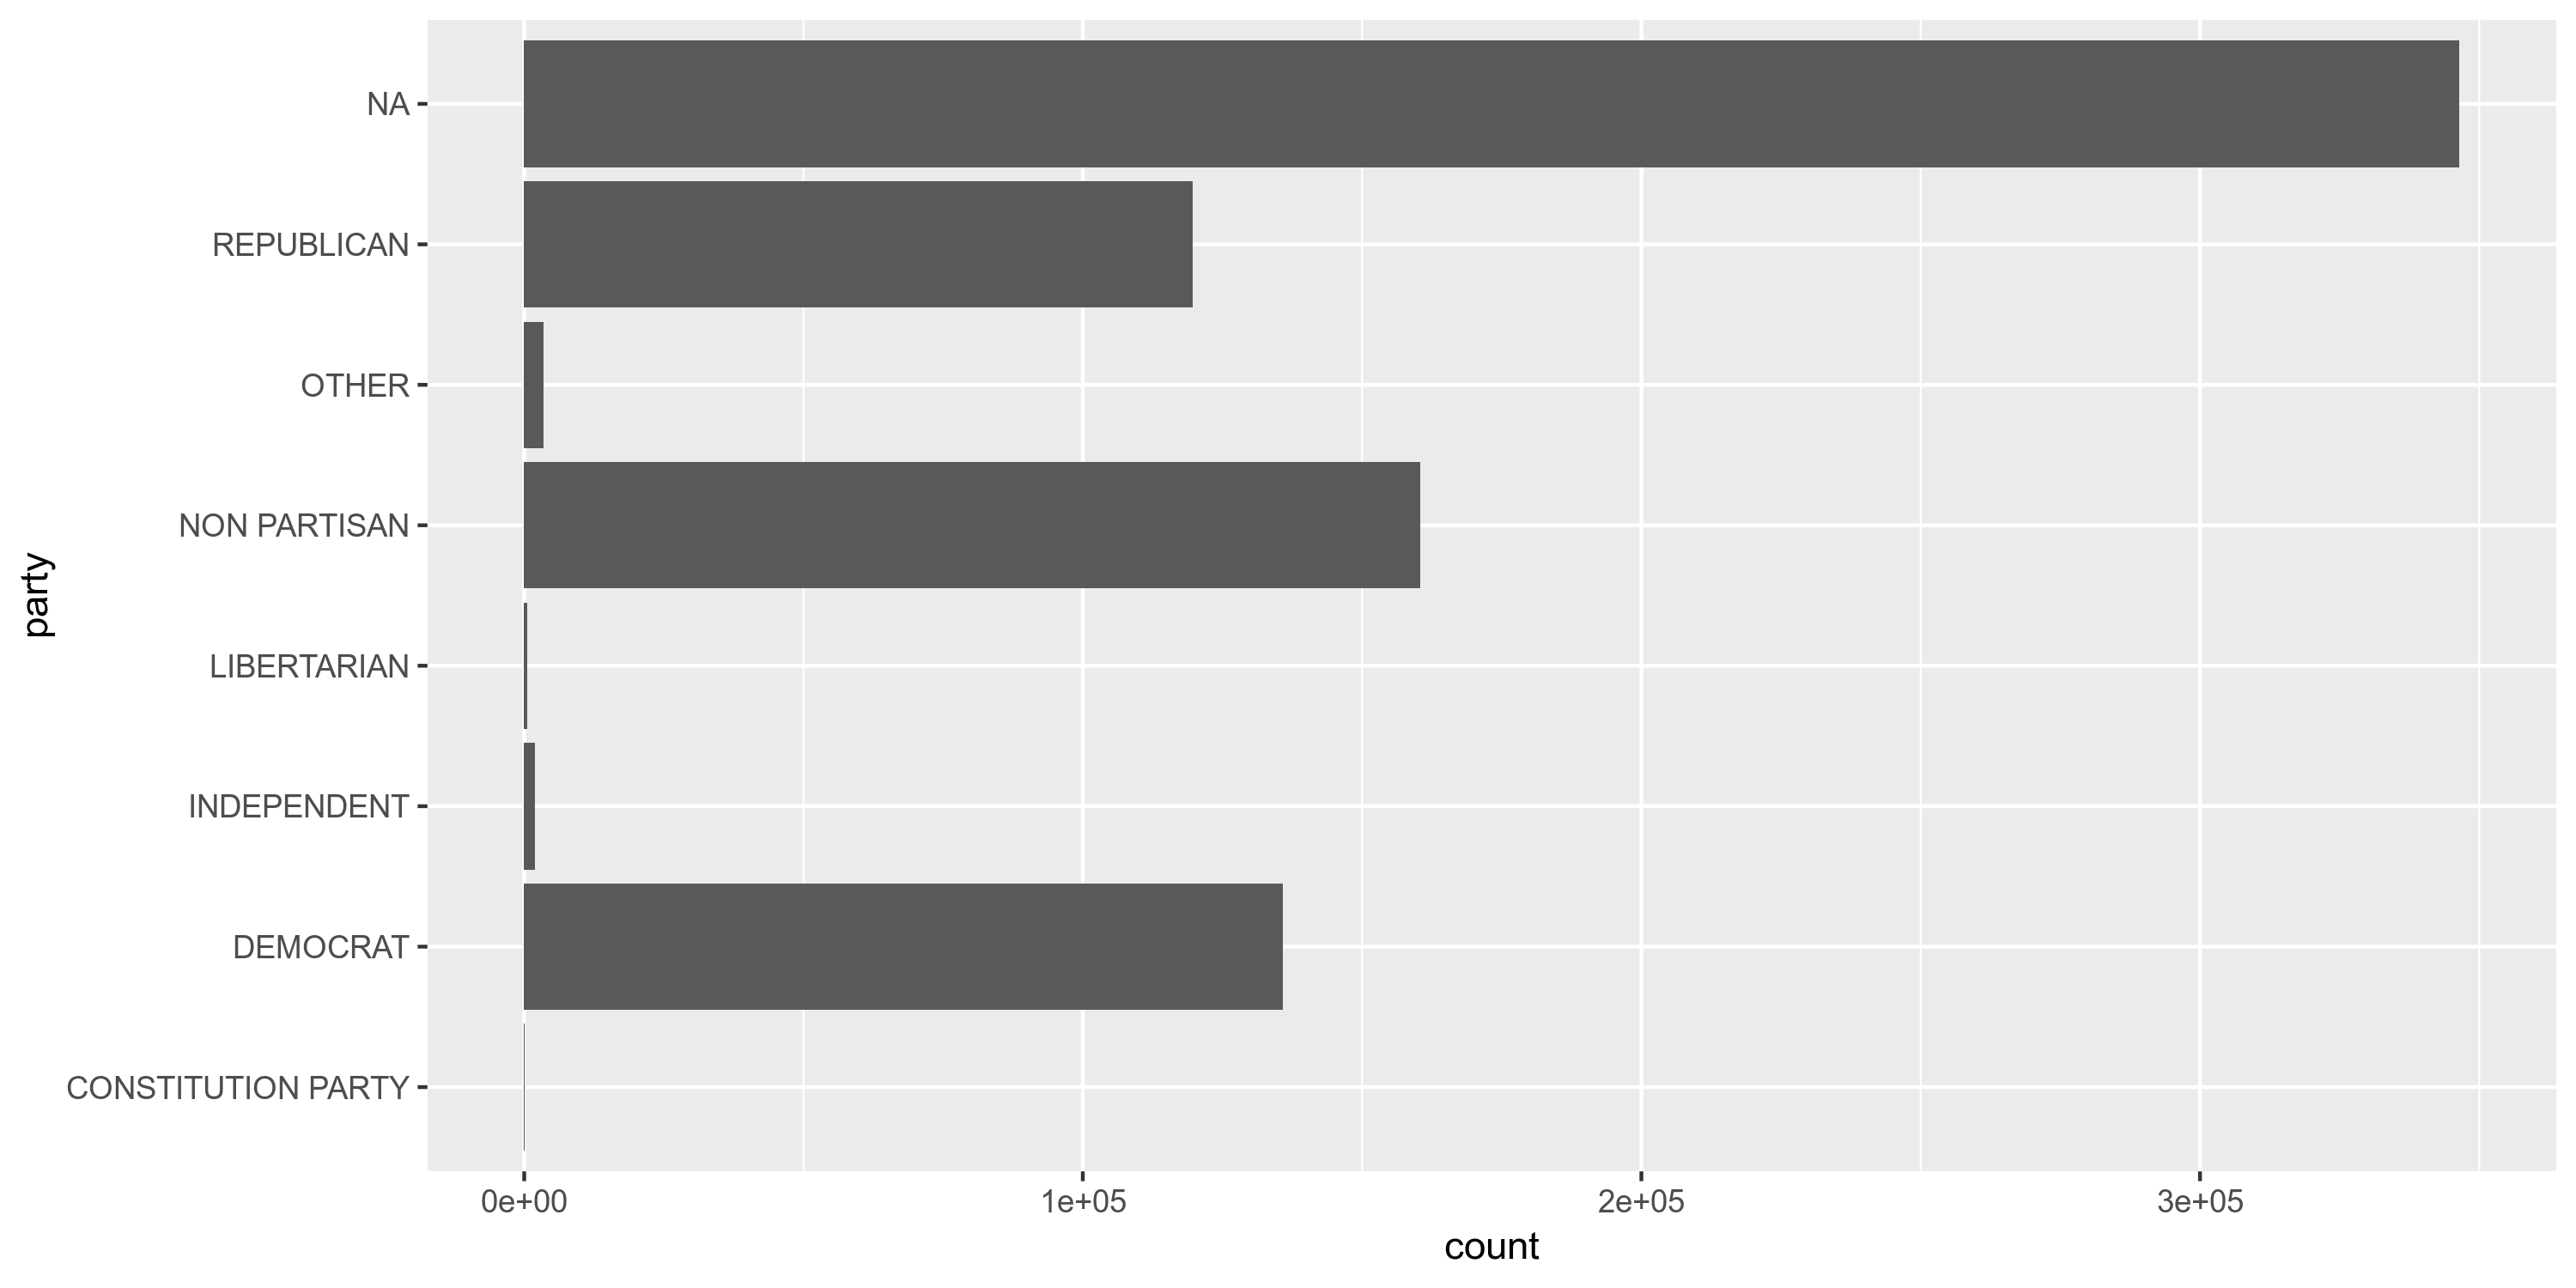 NA
REPUBLICAN
OTHER
NON PARTISAN
LIBERTARIAN
INDEPENDENT
DEMOCRAT
CONSTITUTION PARTY
party
0e+00 1e+05 2e+05 3e+05
count